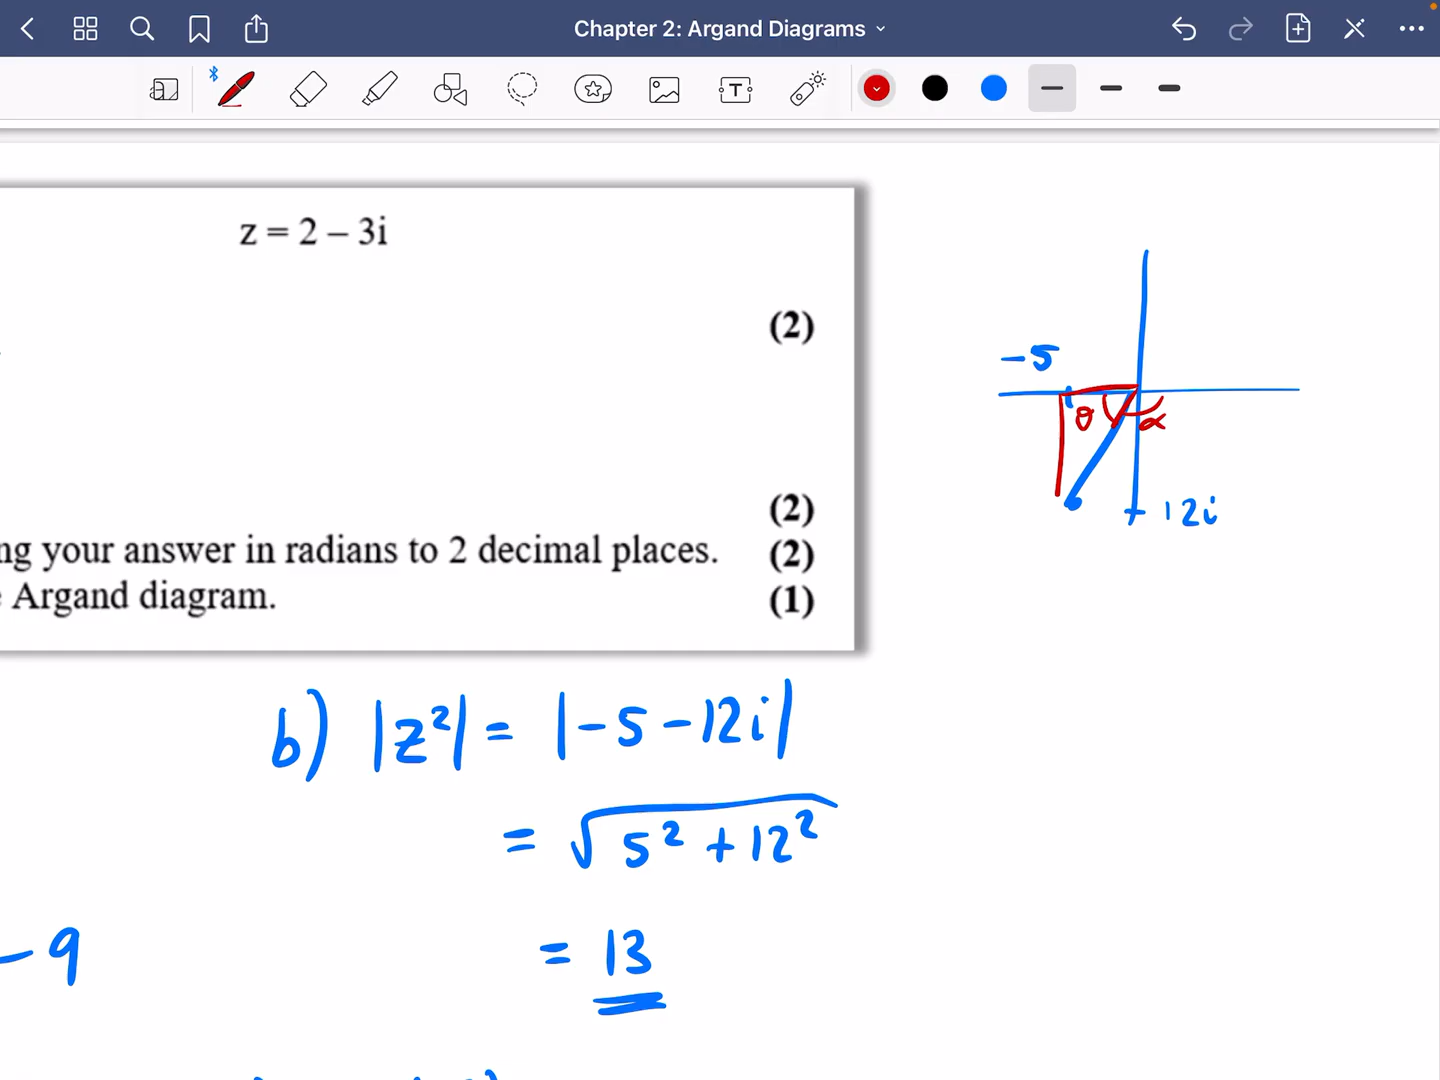 Chapter 2: Argand Diagrams
z = 2 – 3i
(2)
(2)
ng your answer in radians to 2 decimal places. (2)
Argand diagram. (1)
-5
θ α
12i
b) |z²| = |-5 - 12i|
= √5² + 12²
= 13
- 9